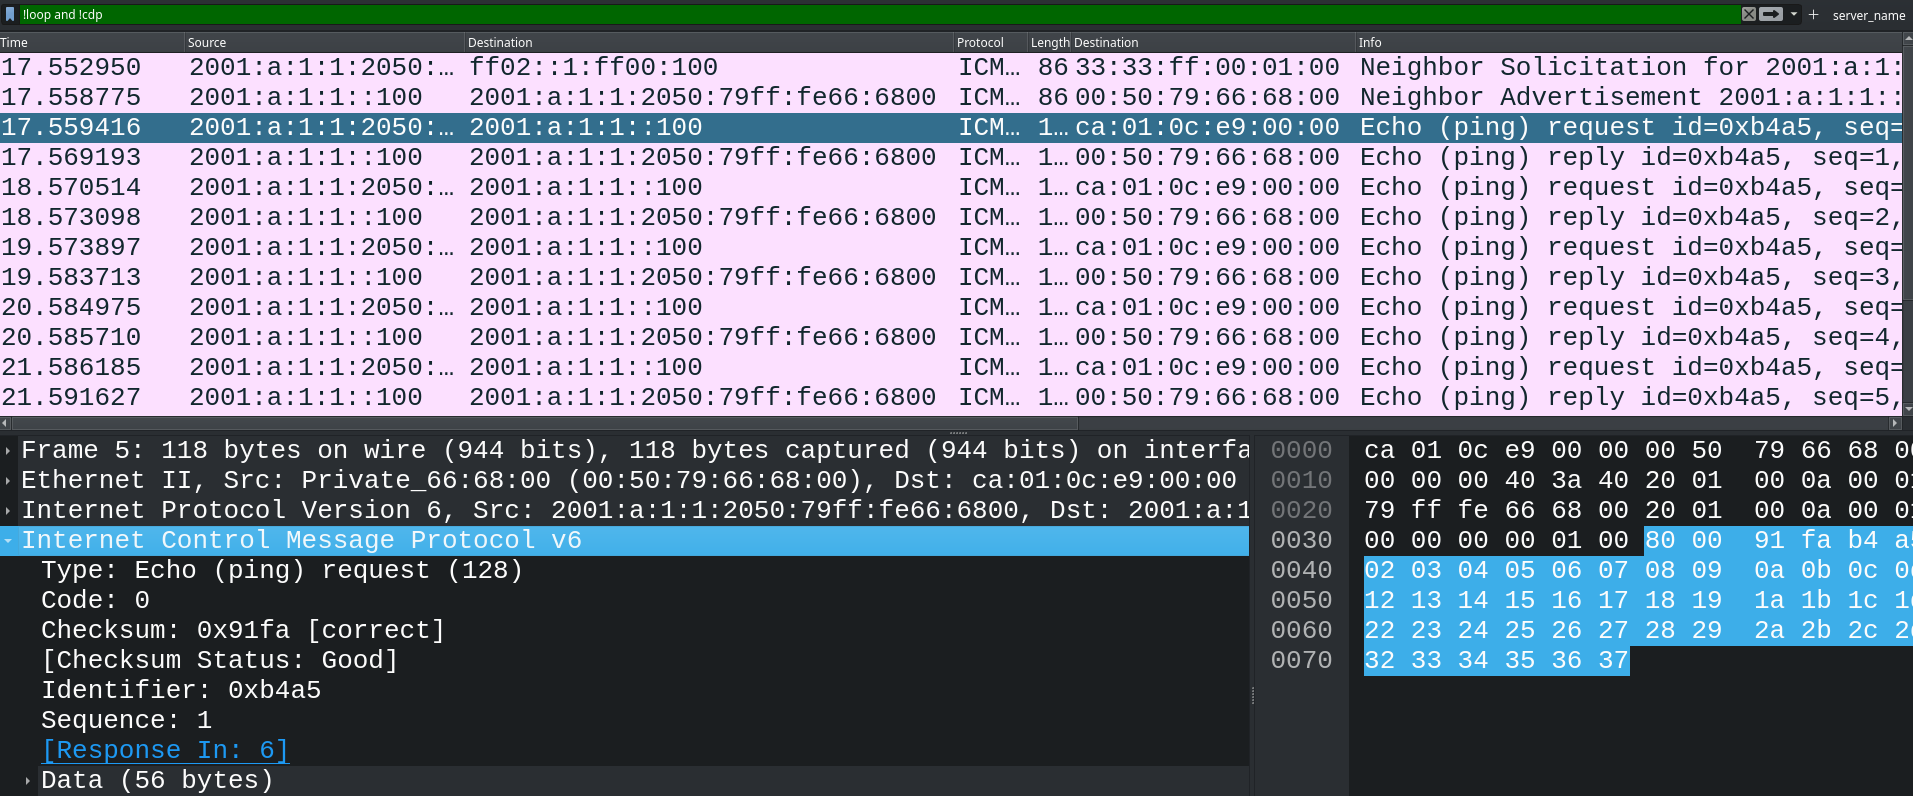 !loop and !cdp
server_name
Time Source Destination Protocol Length Destination Info
17.552950 2001:a:1:1:2050:… ff02::1:ff00:100 ICM… 86 33:33:ff:00:01:00 Neighbor Solicitation for 2001:a:1:
17.558775 2001:a:1:1::100 2001:a:1:1:2050:79ff:fe66:6800 ICM… 86 00:50:79:66:68:00 Neighbor Advertisement 2001:a:1:1::
17.559416 2001:a:1:1:2050:… 2001:a:1:1::100 ICM… 1… ca:01:0c:e9:00:00 Echo (ping) request id=0xb4a5, seq=
17.569193 2001:a:1:1::100 2001:a:1:1:2050:79ff:fe66:6800 ICM… 1… 00:50:79:66:68:00 Echo (ping) reply id=0xb4a5, seq=1,
18.570514 2001:a:1:1:2050:… 2001:a:1:1::100 ICM… 1… ca:01:0c:e9:00:00 Echo (ping) request id=0xb4a5, seq=
18.573098 2001:a:1:1::100 2001:a:1:1:2050:79ff:fe66:6800 ICM… 1… 00:50:79:66:68:00 Echo (ping) reply id=0xb4a5, seq=2,
19.573897 2001:a:1:1:2050:… 2001:a:1:1::100 ICM… 1… ca:01:0c:e9:00:00 Echo (ping) request id=0xb4a5, seq=
19.583713 2001:a:1:1::100 2001:a:1:1:2050:79ff:fe66:6800 ICM… 1… 00:50:79:66:68:00 Echo (ping) reply id=0xb4a5, seq=3,
20.584975 2001:a:1:1:2050:… 2001:a:1:1::100 ICM… 1… ca:01:0c:e9:00:00 Echo (ping) request id=0xb4a5, seq=
20.585710 2001:a:1:1::100 2001:a:1:1:2050:79ff:fe66:6800 ICM… 1… 00:50:79:66:68:00 Echo (ping) reply id=0xb4a5, seq=4,
21.586185 2001:a:1:1:2050:… 2001:a:1:1::100 ICM… 1… ca:01:0c:e9:00:00 Echo (ping) request id=0xb4a5, seq=
21.591627 2001:a:1:1::100 2001:a:1:1:2050:79ff:fe66:6800 ICM… 1… 00:50:79:66:68:00 Echo (ping) reply id=0xb4a5, seq=5,
Frame 5: 118 bytes on wire (944 bits), 118 bytes captured (944 bits) on interfa
Ethernet II, Src: Private_66:68:00 (00:50:79:66:68:00), Dst: ca:01:0c:e9:00:00
Internet Protocol Version 6, Src: 2001:a:1:1:2050:79ff:fe66:6800, Dst: 2001:a:1
Internet Control Message Protocol v6
Type: Echo (ping) request (128)
Code: 0
Checksum: 0x91fa [correct]
[Checksum Status: Good]
Identifier: 0xb4a5
Sequence: 1
[Response In: 6]
Data (56 bytes)
0000 ca 01 0c e9 00 00 00 50 79 66 68
0010 00 00 00 40 3a 40 20 01 00 0a 00
0020 79 ff fe 66 68 00 20 01 00 0a 00
0030 00 00 00 00 01 00 80 00 91 fa b4
0040 02 03 04 05 06 07 08 09 0a 0b 0c
0050 12 13 14 15 16 17 18 19 1a 1b 1c
0060 22 23 24 25 26 27 28 29 2a 2b 2c
0070 32 33 34 35 36 37